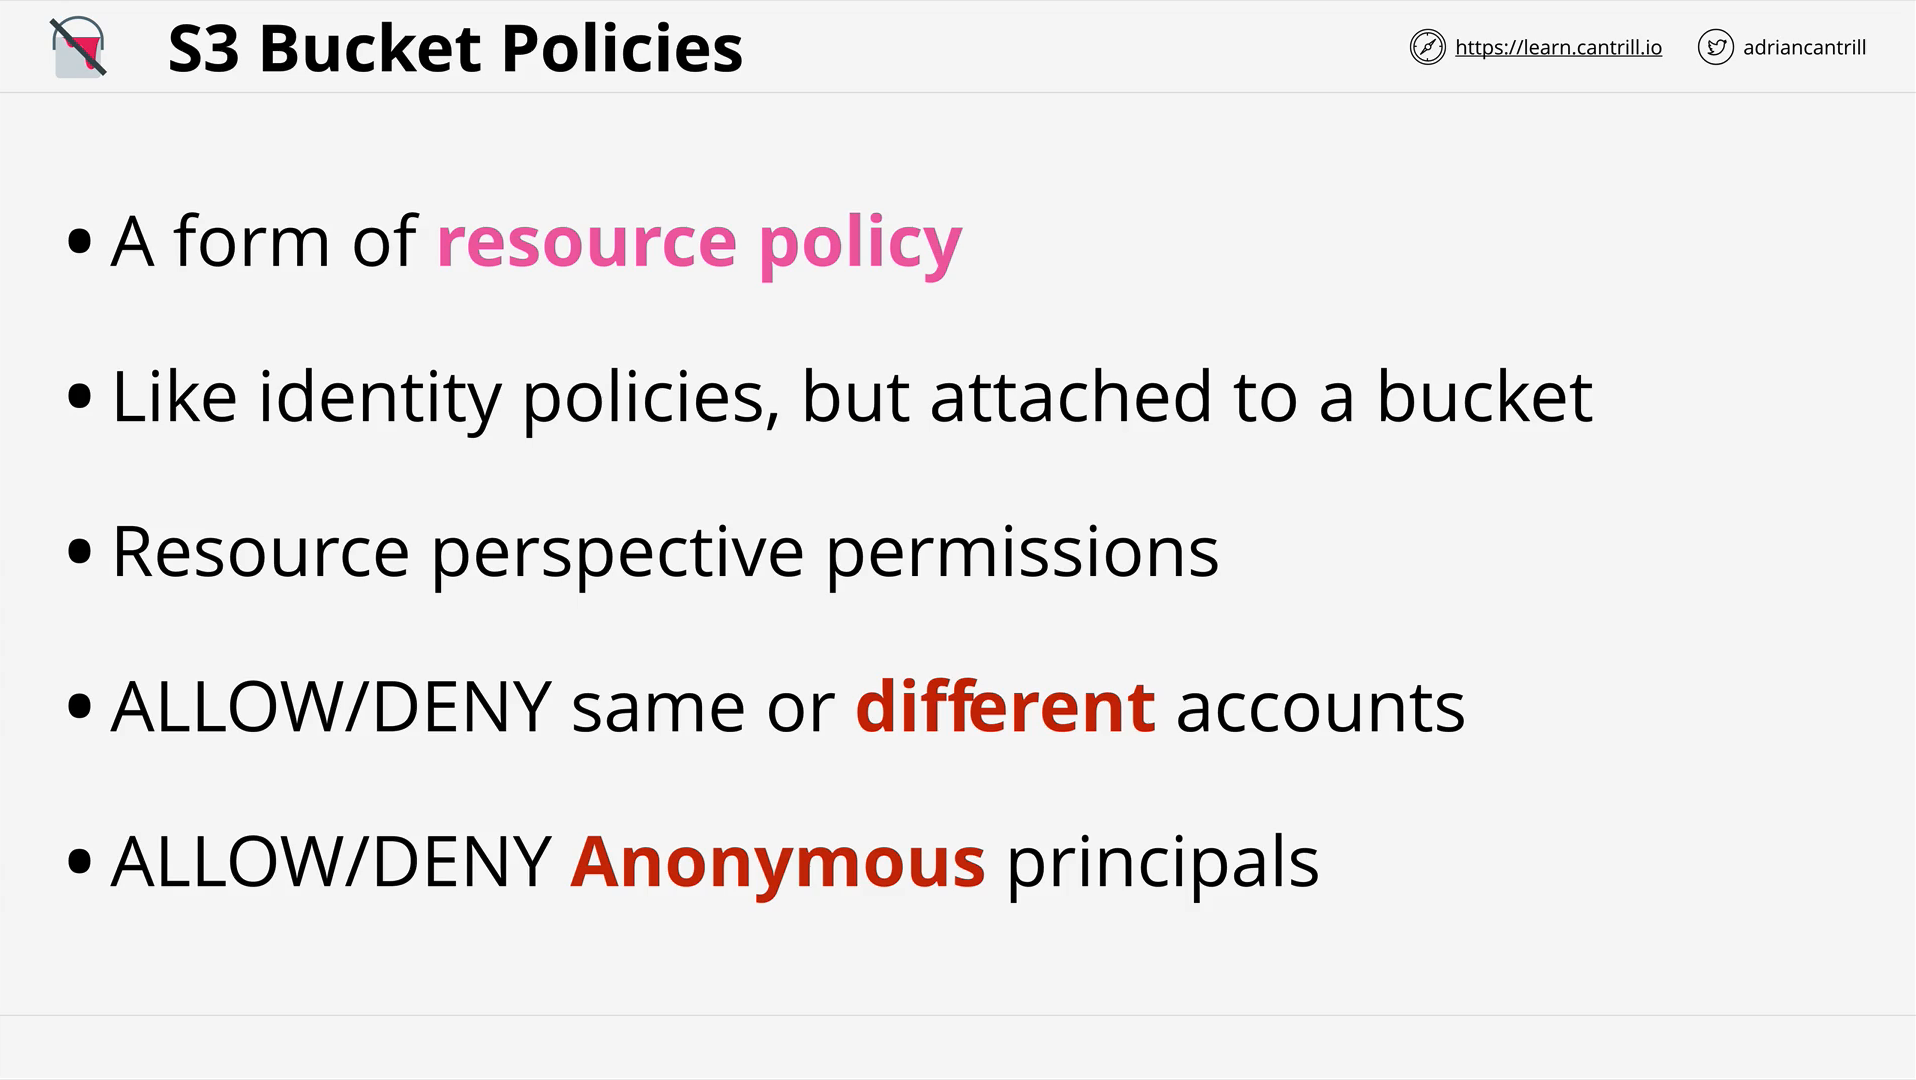 S3 Bucket Policies
https://learn.cantrill.io
adriancantrill
• A form of resource policy
• Like identity policies, but attached to a bucket
• Resource perspective permissions
• ALLOW/DENY same or different accounts
• ALLOW/DENY Anonymous principals